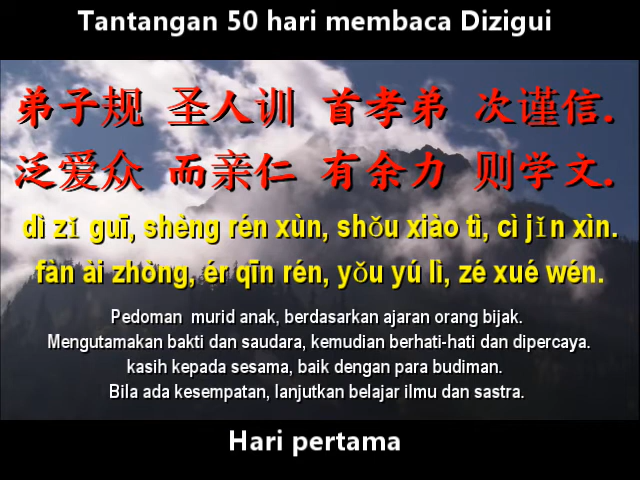 Tantangan 50 hari membaca Dizigui
弟子规 圣人训 首孝弟 次谨信.
泛爱众 而亲仁 有余力 则学文.
dì zǐ guī, shèng rén xùn, shǒu xiào tì, cì jǐn xìn.
fàn ài zhòng, ér qīn rén, yǒu yú lì, zé xué wén.
Pedoman murid anak, berdasarkan ajaran orang bijak.
Mengutamakan bakti dan saudara, kemudian berhati-hati dan dipercaya.
kasih kepada sesama, baik dengan para budiman.
Bila ada kesempatan, lanjutkan belajar ilmu dan sastra.
Hari pertama